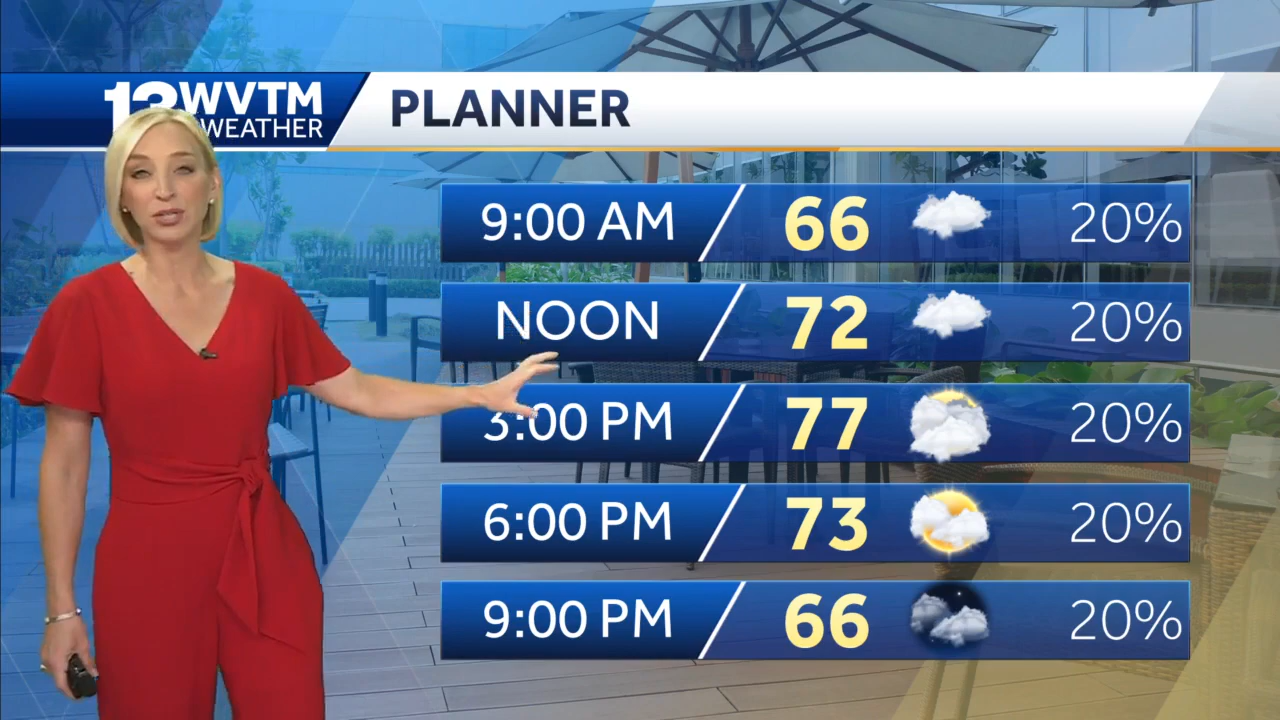 13 WVTM
WEATHER
PLANNER
9:00 AM 66 20%
NOON 72 20%
3:00 PM 77 20%
6:00 PM 73 20%
9:00 PM 66 20%